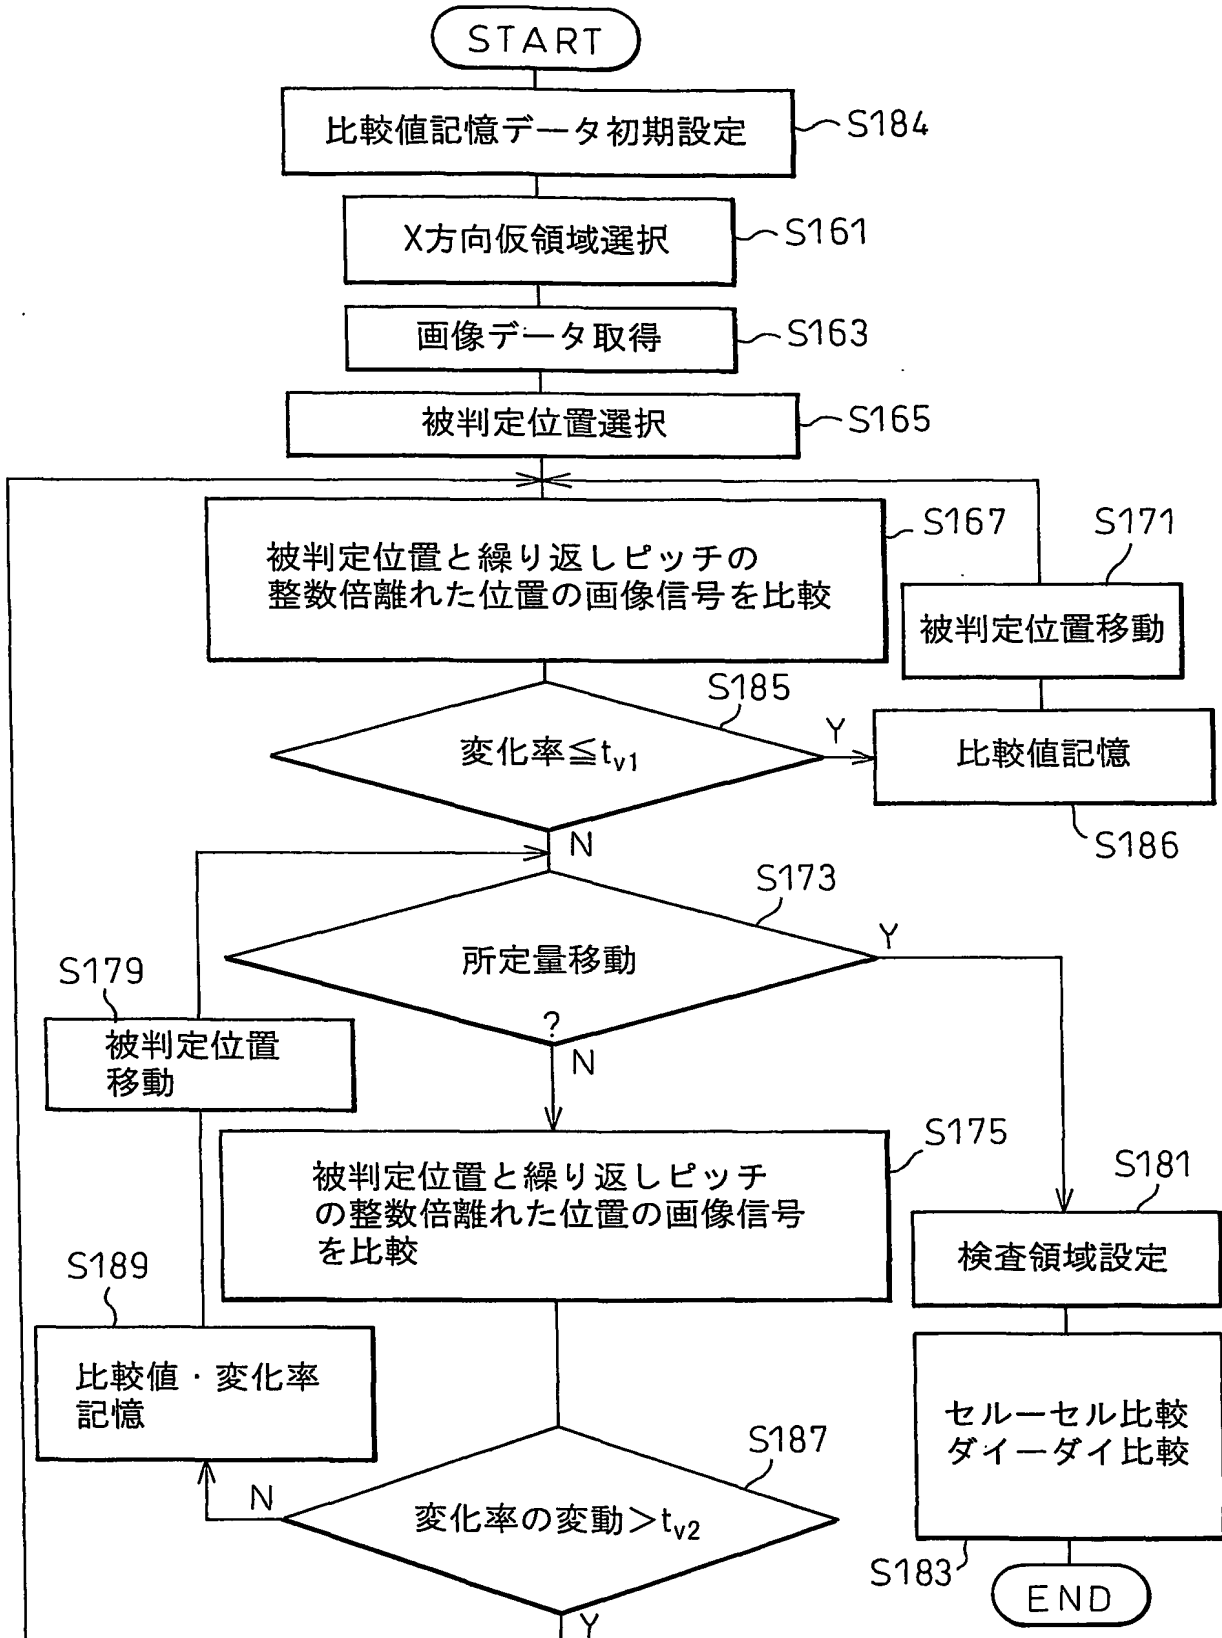 START
比較値記憶データ初期設定
S184
X方向仮領域選択
S161
画像データ取得
S163
被判定位置選択
S165
被判定位置と繰り返しピッチの
整数倍離れた位置の画像信号を比較
S167
S171
被判定位置移動
S185
変化率≦tv1
Y
比較値記憶
S186
N
S173
所定量移動
?
Y
N
S179
被判定位置
移動
S175
被判定位置と繰り返しピッチ
の整数倍離れた位置の画像信号
を比較
S181
検査領域設定
S189
比較値・変化率
記憶
セルーセル比較
ダイーダイ比較
S183
S187
変化率の変動>tv2
N
Y
END